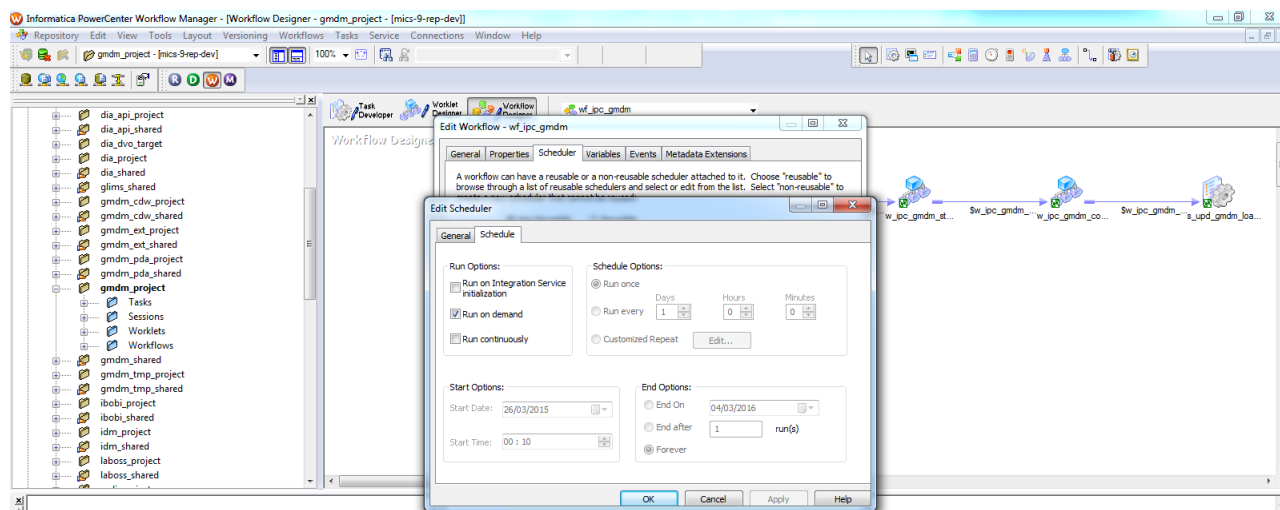 Informatica PowerCenter Workflow Manager - [Workflow Designer - gmdm_project - [mics-9-rep-dev]]
Repository Edit View Tools Layout Versioning Workflows Tasks Service Connections Window Help
gmdm_project - [mics-9-rep-dev] 100%
R D W M
Task Developer Worklet Designer Workflow Designer wf_ipc_gmdm
dia_api_project
dia_api_shared
dia_dvo_target
dia_project
dia_shared
glims_shared
gmdm_cdw_project
gmdm_cdw_shared
gmdm_ext_project
gmdm_ext_shared
gmdm_pda_project
gmdm_pda_shared
gmdm_project
Tasks
Sessions
Worklets
Workflows
gmdm_shared
gmdm_tmp_project
gmdm_tmp_shared
ibobi_project
ibobi_shared
idm_project
idm_shared
laboss_project
laboss_shared
Workflow Designe
Edit Workflow - wf_ipc_gmdm
General Properties Scheduler Variables Events Metadata Extensions
A workflow can have a reusable or a non-reusable scheduler attached to it. Choose "reusable" to
browse through a list of reusable schedulers and select or edit from the list. Select "non-reusable" to
Edit Scheduler
General Schedule
Run Options:
Run on Integration Service
initialization
Run on demand
Run continuously
Schedule Options:
Run once
Days Hours Minutes
Run every 1 0 0
Customized Repeat Edit...
Start Options:
Start Date: 26/03/2015
Start Time: 00 : 10
End Options:
End On 04/03/2016
End after 1 run(s)
Forever
OK Cancel Apply Help
w_ipc_gmdm_st... $w_ipc_gmdm_... w_ipc_gmdm_co... $w_ipc_gmdm_... s_upd_gmdm_loa...